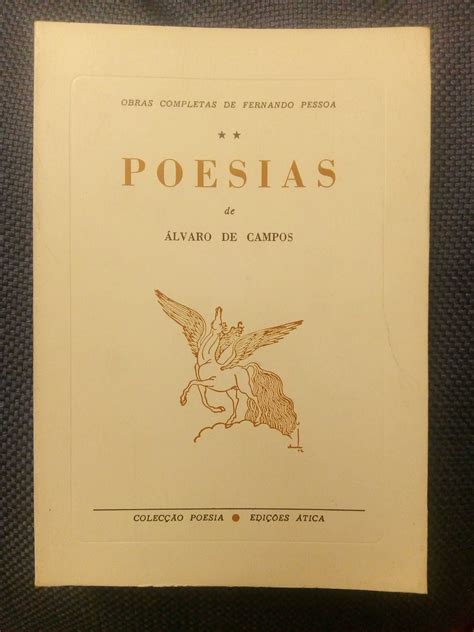 OBRAS COMPLETAS DE FERNANDO PESSOA
★ ★
POESIAS
de
ÁLVARO DE CAMPOS
COLECÇÃO POESIA ● EDIÇÕES ÁTICA